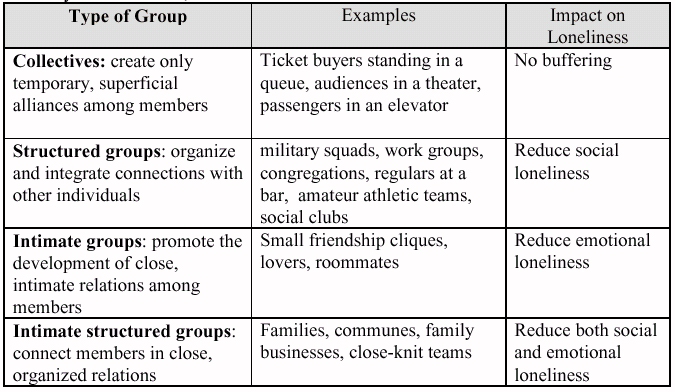 Type of Group
Examples
Impact on
Loneliness
Collectives: create only
temporary, superficial
alliances among members
Ticket buyers standing in a
queue, audiences in a theater,
passengers in an elevator
No buffering
Structured groups: organize
and integrate connections with
other individuals
military squads, work groups,
congregations, regulars at a
bar, amateur athletic teams,
social clubs
Reduce social
loneliness
Intimate groups: promote the
development of close,
intimate relations among
members
Small friendship cliques,
lovers, roommates
Reduce emotional
loneliness
Intimate structured groups:
connect members in close,
organized relations
Families, communes, family
businesses, close-knit teams
Reduce both social
and emotional
loneliness